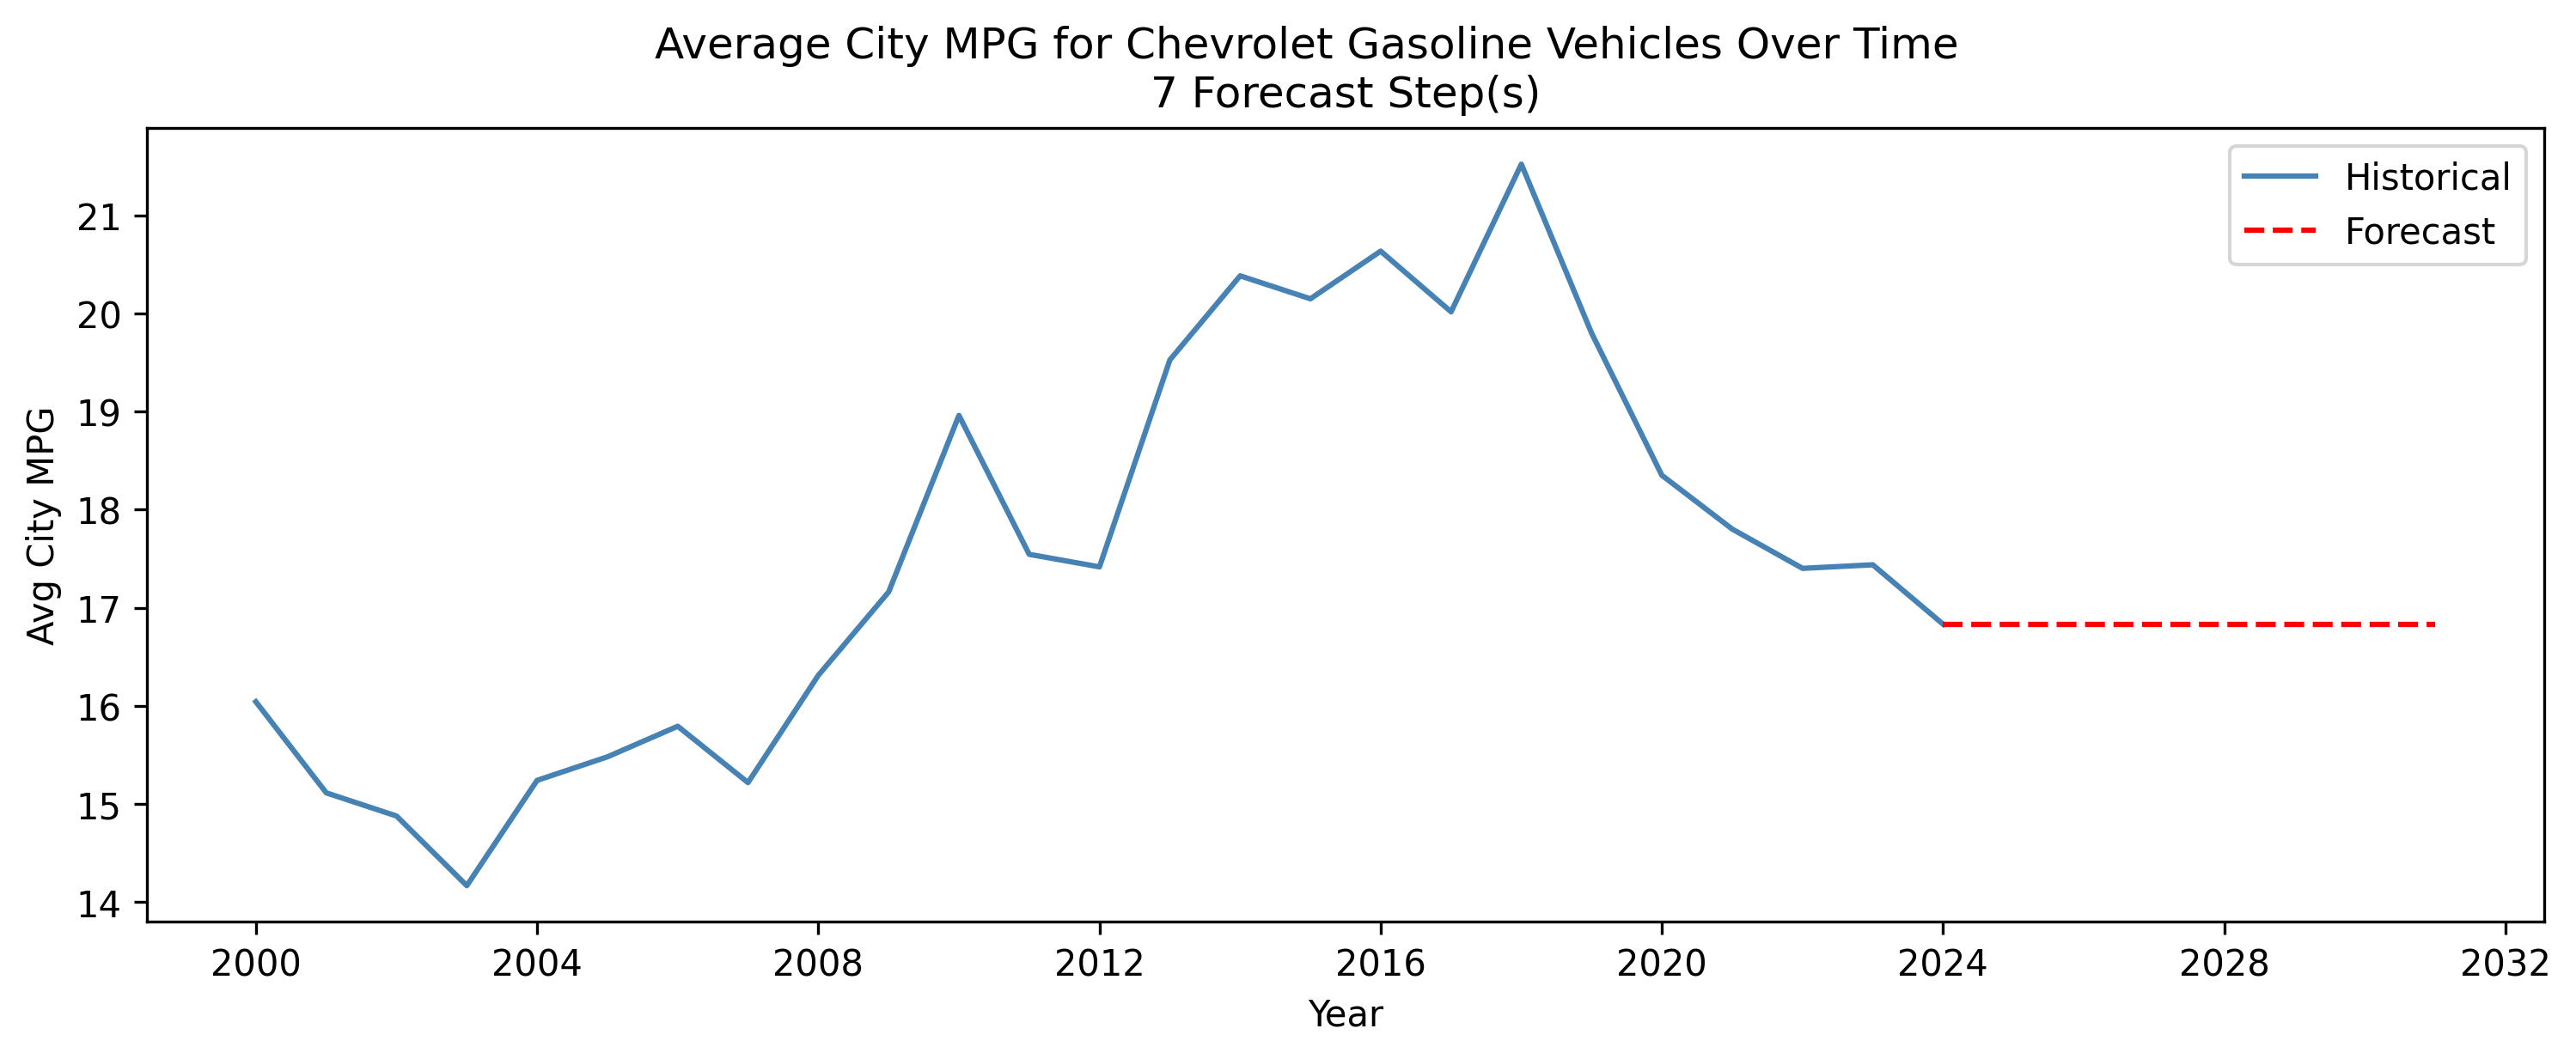 Average City MPG for Chevrolet Gasoline Vehicles Over Time
7 Forecast Step(s)
Historical
Forecast
Avg City MPG
21
20
19
18
17
16
15
14
2000
2004
2008
2012
2016
2020
2024
2028
2032
Year